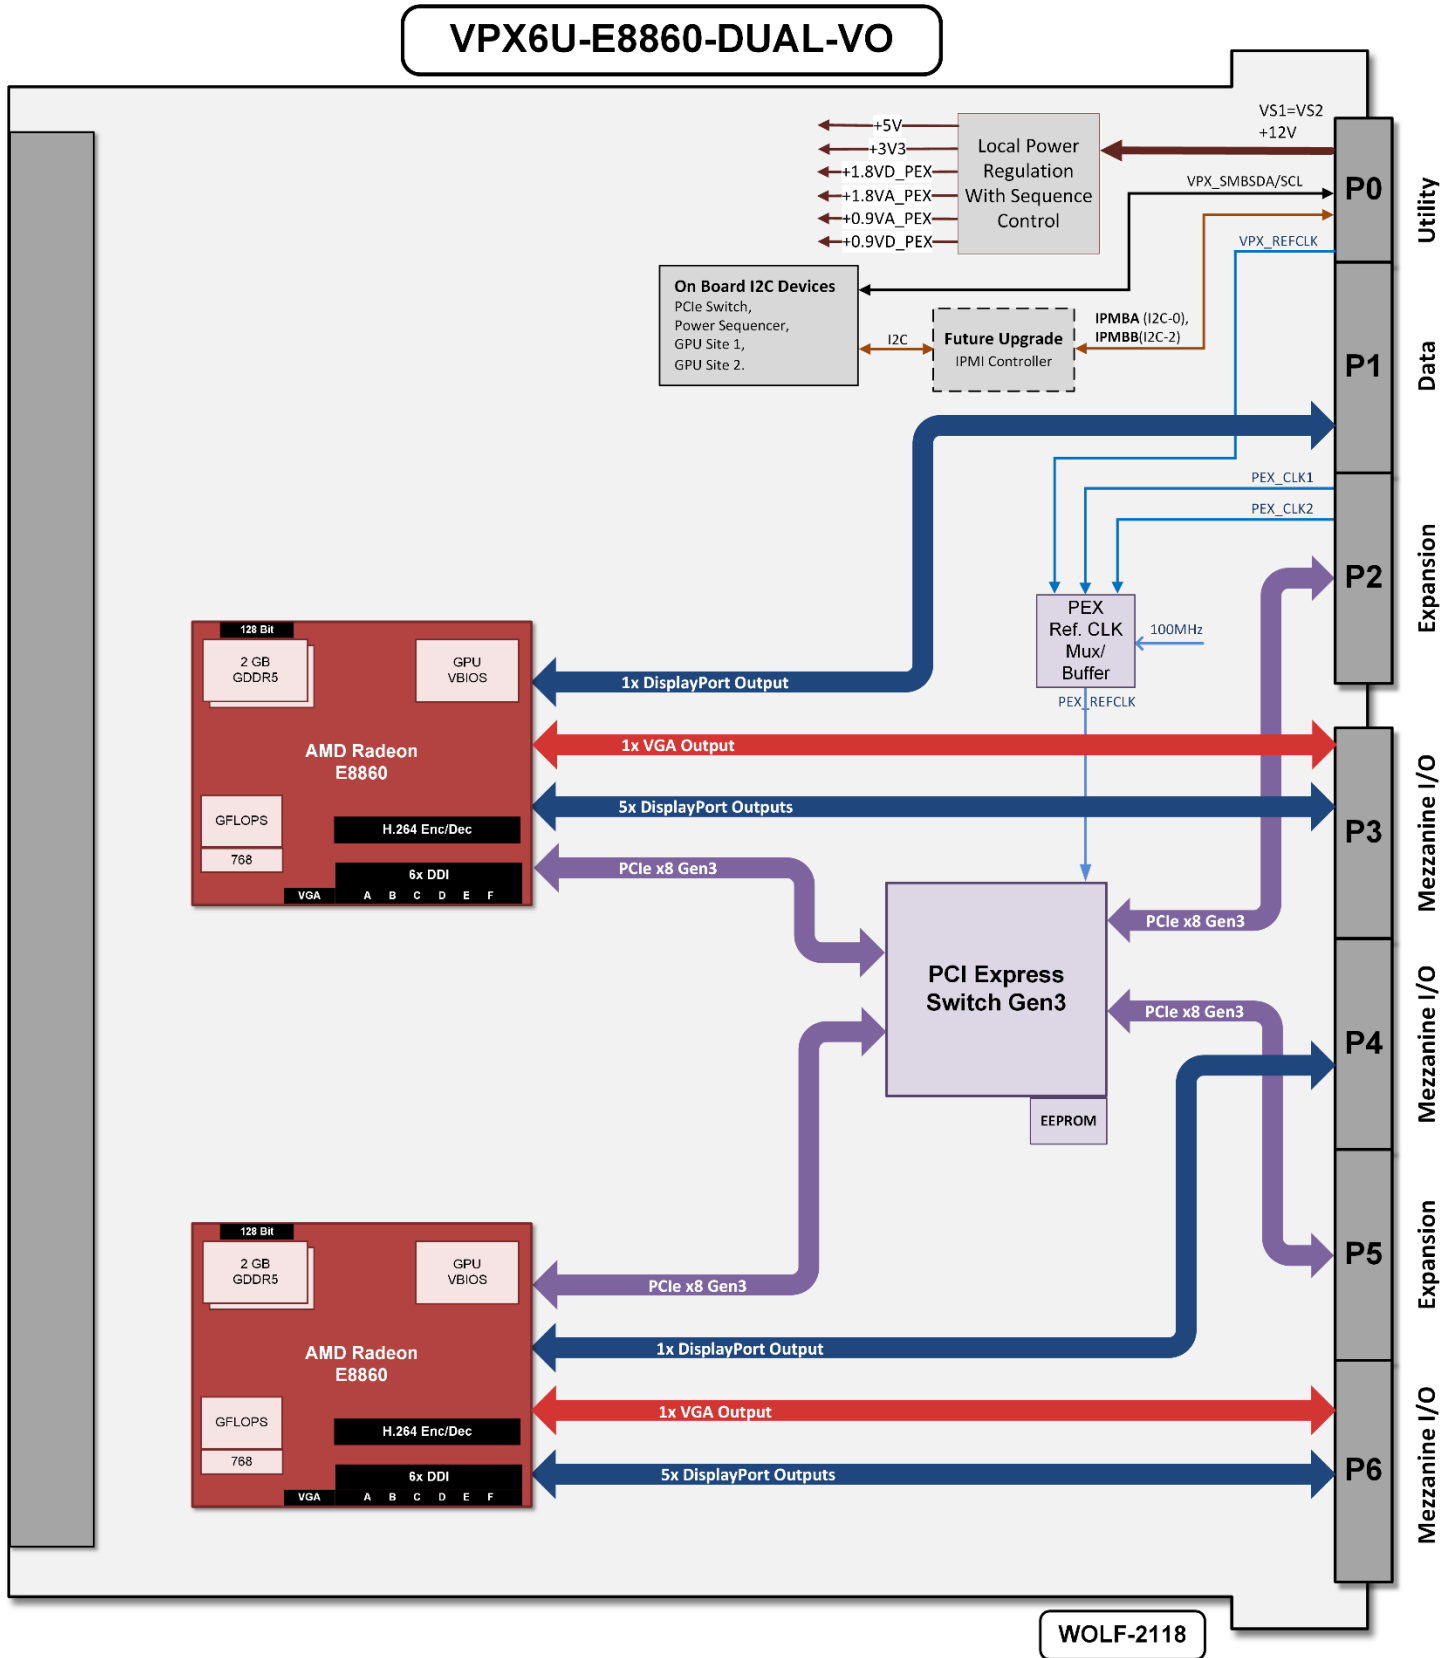 VPX6U-E8860-DUAL-VO
VS1=VS2
+12V
+5V
+3V3
+1.8VD_PEX
+1.8VA_PEX
+0.9VA_PEX
+0.9VD_PEX
Local Power
Regulation
With Sequence
Control
VPX_SMBSDA/SCL
VPX_REFCLK
P0
Utility
On Board I2C Devices
PCIe Switch,
Power Sequencer,
GPU Site 1,
GPU Site 2.
I2C
Future Upgrade
IPMI Controller
IPMBA (I2C-0),
IPMBB(I2C-2)
P1
Data
PEX_CLK1
PEX_CLK2
P2
Expansion
PEX
Ref. CLK
Mux/
Buffer
100MHz
PEX_REFCLK
128 Bit
2 GB
GDDR5
GPU
VBIOS
AMD Radeon
E8860
GFLOPS
768
H.264 Enc/Dec
6x DDI
VGA A B C D E F
1x DisplayPort Output
1x VGA Output
5x DisplayPort Outputs
PCIe x8 Gen3
P3
Mezzanine I/O
PCI Express
Switch Gen3
EEPROM
PCIe x8 Gen3
PCIe x8 Gen3
P4
Mezzanine I/O
P5
Expansion
128 Bit
2 GB
GDDR5
GPU
VBIOS
AMD Radeon
E8860
GFLOPS
768
H.264 Enc/Dec
6x DDI
VGA A B C D E F
PCIe x8 Gen3
1x DisplayPort Output
1x VGA Output
5x DisplayPort Outputs
P6
Mezzanine I/O
WOLF-2118